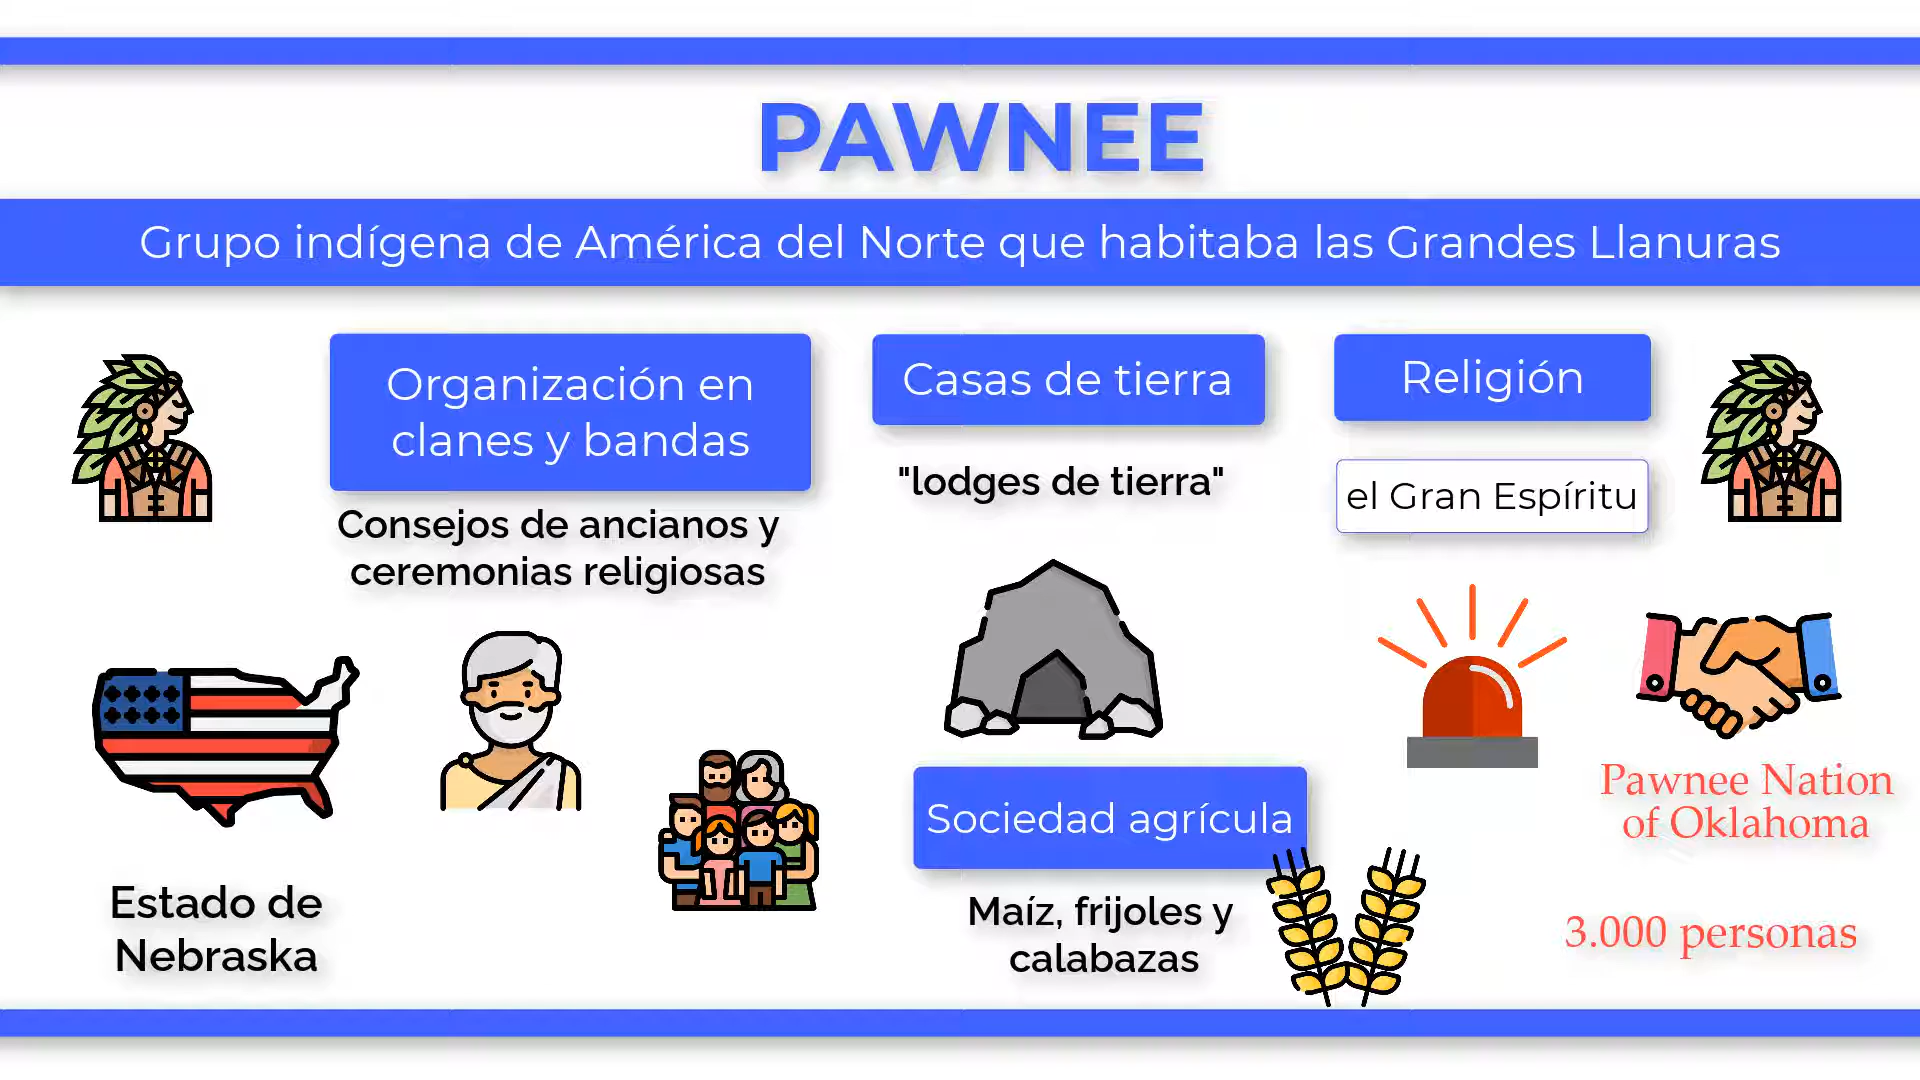 PAWNEE
Grupo indígena de América del Norte que habitaba las Grandes Llanuras
Organización en
clanes y bandas
Consejos de ancianos y
ceremonias religiosas
Casas de tierra
"lodges de tierra"
Religión
el Gran Espíritu
Estado de
Nebraska
Sociedad agrícola
Maíz, frijoles y
calabazas
Pawnee Nation
of Oklahoma
3.000 personas